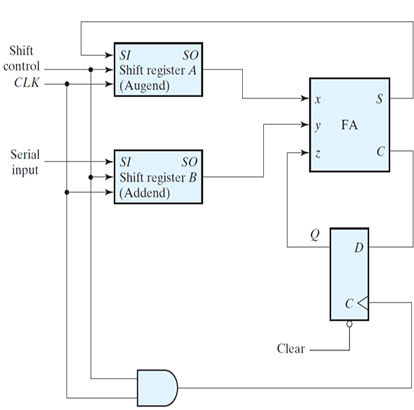 Shift
control
CLK
SI SO
Shift register A
(Augend)
x S
y FA
z C
Serial
input
SI SO
Shift register B
(Addend)
Q
D
C
Clear